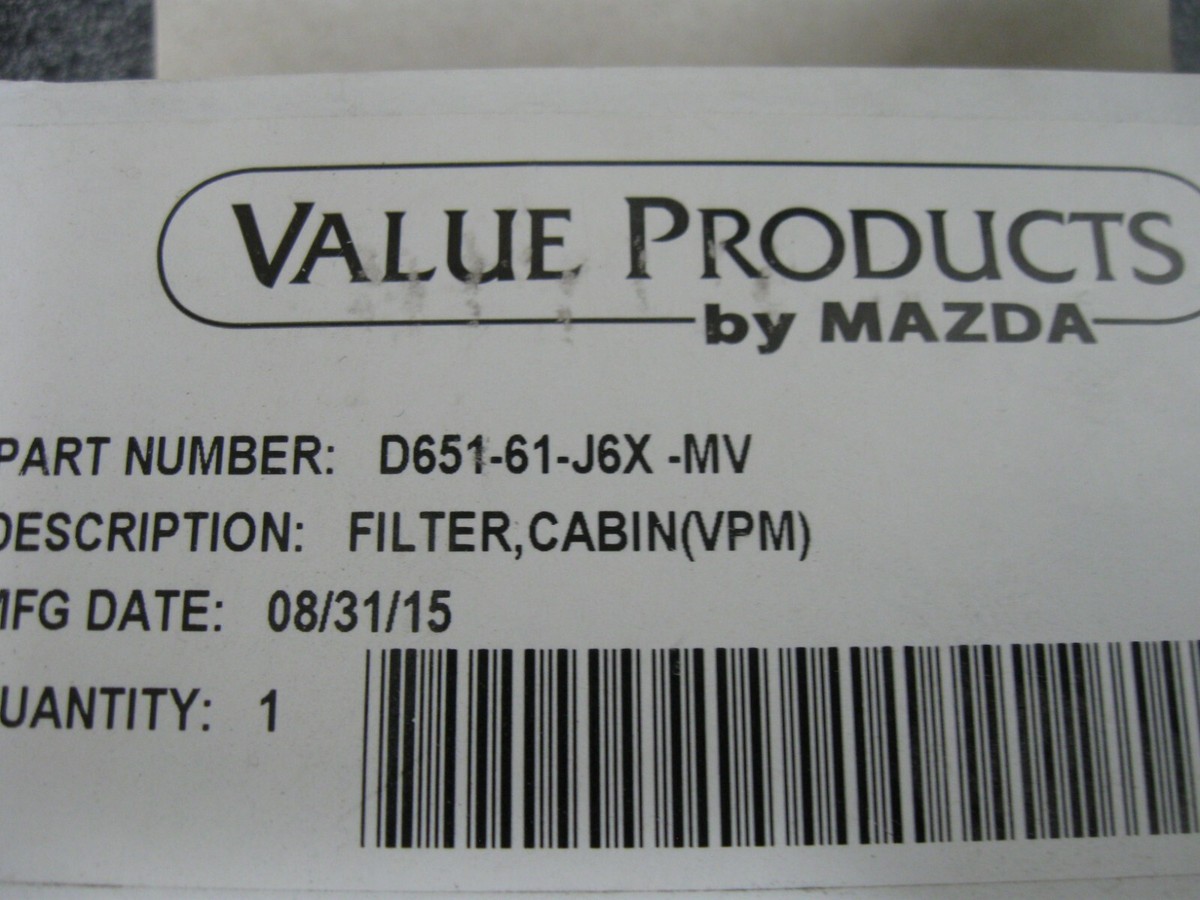 VALUE PRODUCTS
by MAZDA
PART NUMBER: D651-61-J6X -MV
DESCRIPTION: FILTER,CABIN(VPM)
MFG DATE: 08/31/15
QUANTITY: 1